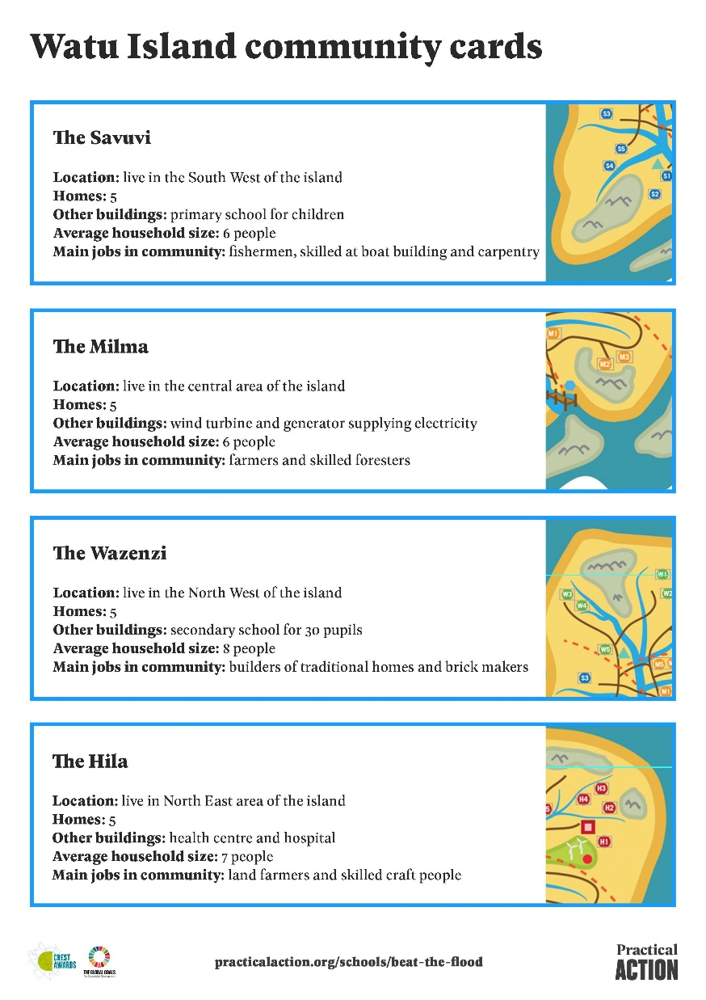 Watu Island community cards
The Savuvi
Location: live in the South West of the island
Homes: 5
Other buildings: primary school for children
Average household size: 6 people
Main jobs in community: fishermen, skilled at boat building and carpentry
S3
S5
S4
S1
S2
The Milma
Location: live in the central area of the island
Homes: 5
Other buildings: wind turbine and generator supplying electricity
Average household size: 6 people
Main jobs in community: farmers and skilled foresters
M1
M3
M2
The Wazenzi
Location: live in the North West of the island
Homes: 5
Other buildings: secondary school for 30 pupils
Average household size: 8 people
Main jobs in community: builders of traditional homes and brick makers
W1
W3
W2
W4
W5
M5
S3
M1
The Hila
Location: live in North East area of the island
Homes: 5
Other buildings: health centre and hospital
Average household size: 7 people
Main jobs in community: land farmers and skilled craft people
H3
H4
H2
H1
CREST
AWARDS
THE GLOBAL GOALS
practicalaction.org/schools/beat-the-flood
Practical
ACTION